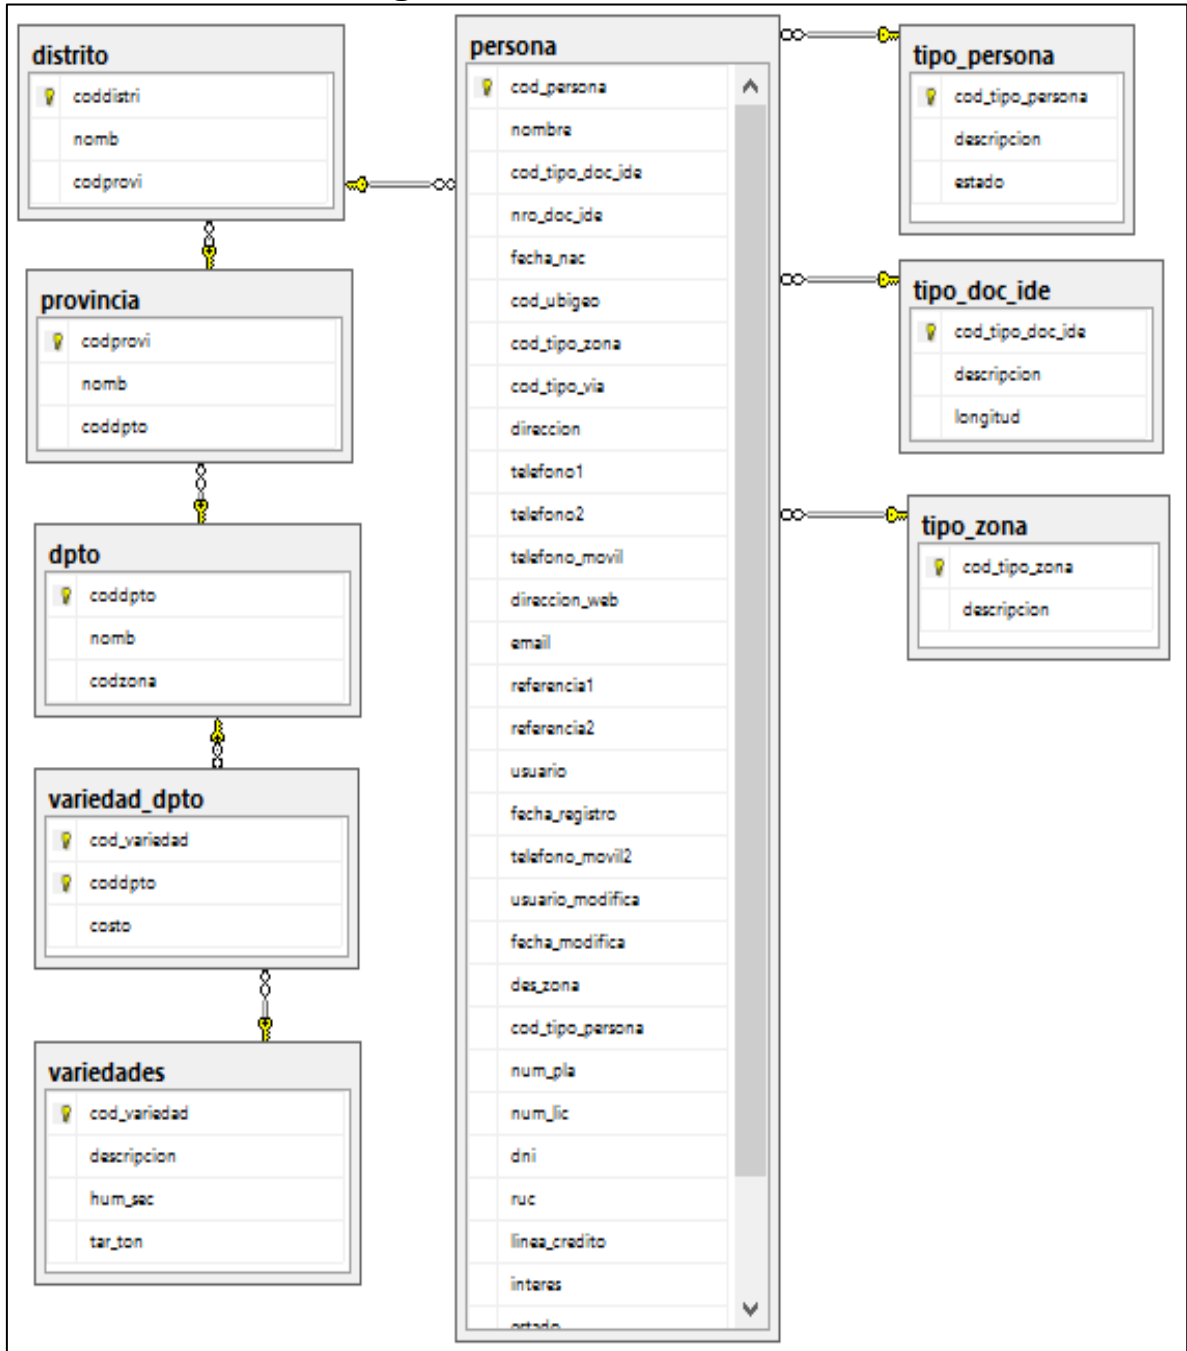 distrito
coddistri
nomb
codprovi
provincia
codprovi
nomb
coddpto
dpto
coddpto
nomb
codzona
variedad_dpto
cod_variedad
coddpto
costo
variedades
cod_variedad
descripcion
hum_sec
tar_ton
persona
cod_persona
nombre
cod_tipo_doc_ide
nro_doc_ide
fecha_nac
cod_ubigeo
cod_tipo_zona
cod_tipo_via
direccion
telefono1
telefono2
telefono_movil
direccion_web
email
referencia1
referencia2
usuario
fecha_registro
telefono_movil2
usuario_modifica
fecha_modifica
des_zona
cod_tipo_persona
num_pla
num_lic
dni
ruc
linea_credito
interes
estado
tipo_persona
cod_tipo_persona
descripcion
estado
tipo_doc_ide
cod_tipo_doc_ide
descripcion
longitud
tipo_zona
cod_tipo_zona
descripcion